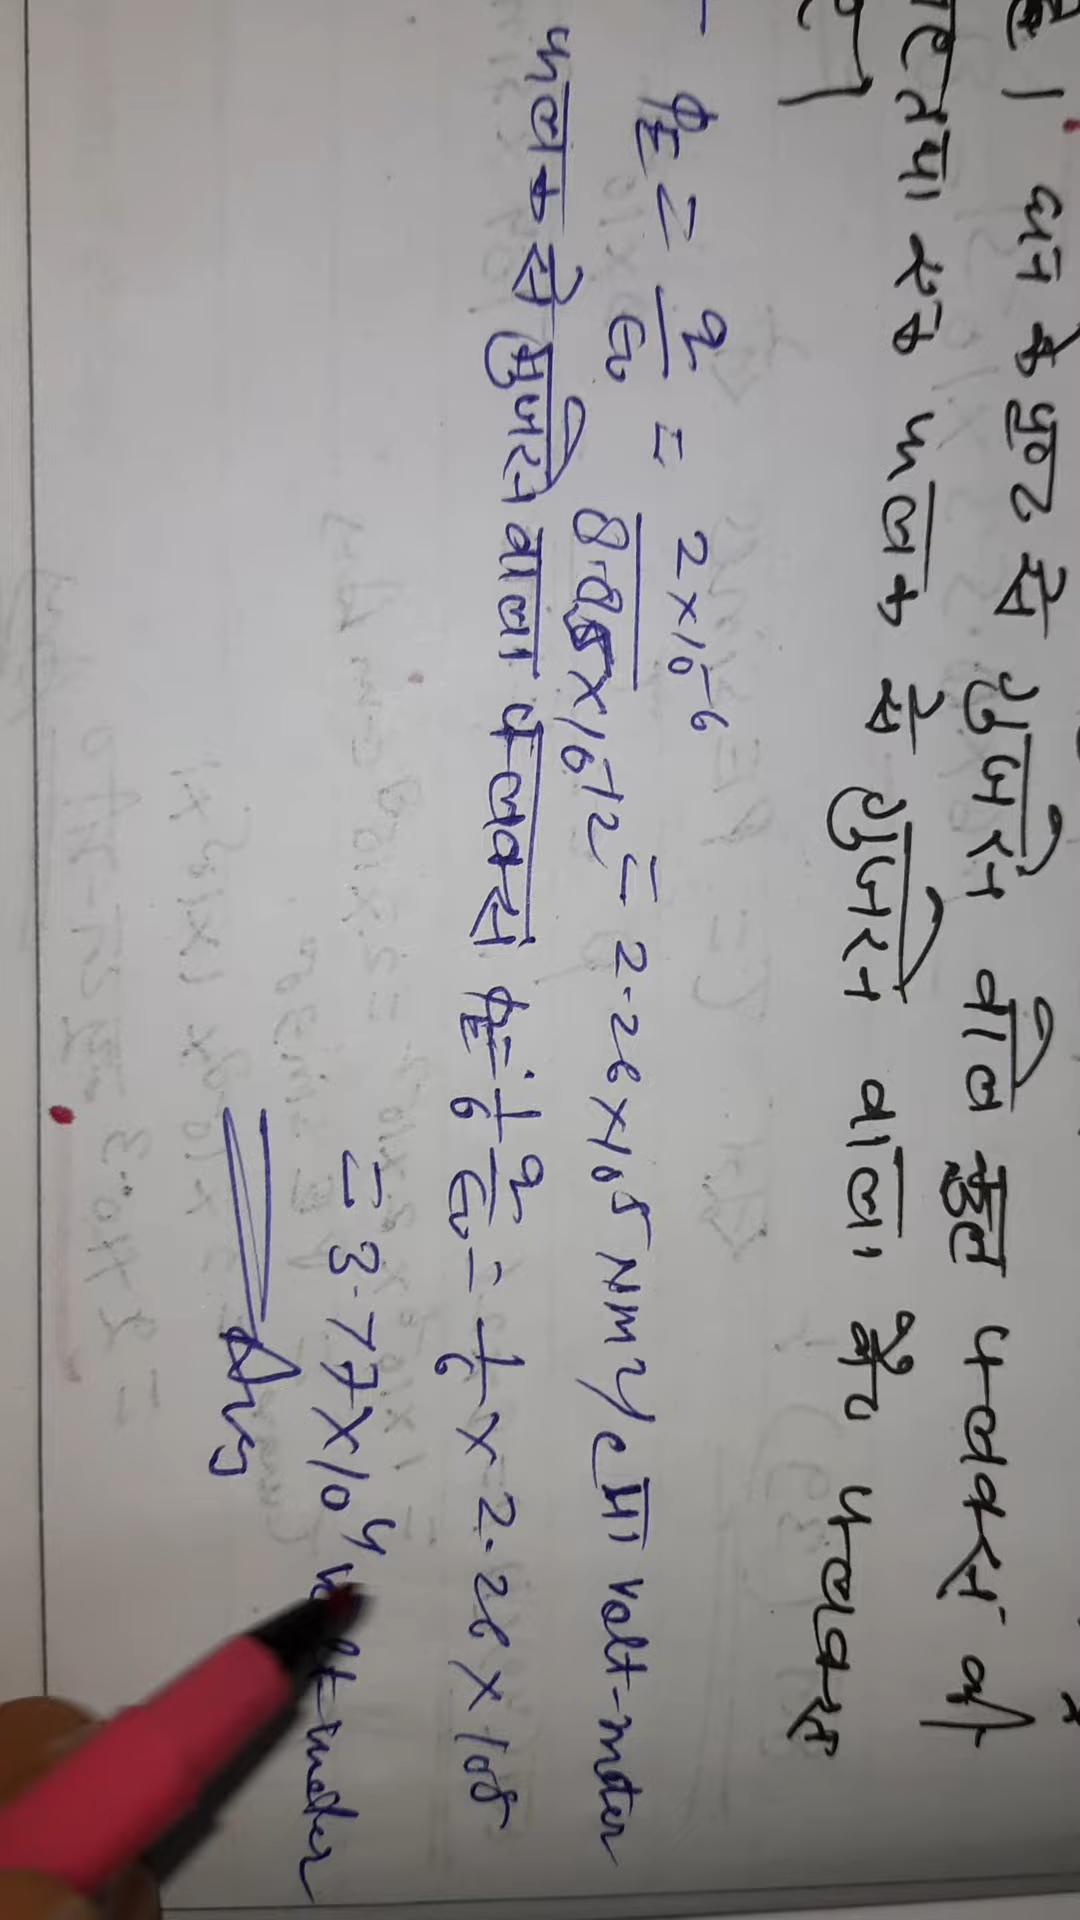 है। घन के पृष्ठ से गुजरने वाले कुल फ्लक्स की
तथा एक फलक से गुजरने वाला वै० फ्लक्स
ϕE = q/ε₀ = 2×10⁻⁶ / 8.85×10⁻¹² = 2.26×10⁵ Nm²/C या volt-meter
फलक से गुजरने वाला फ्लक्स ϕE = 1/6 q/ε₀ = 1/6 × 2.26×10⁵
= 3.77×10⁴ volt-meter
Ans